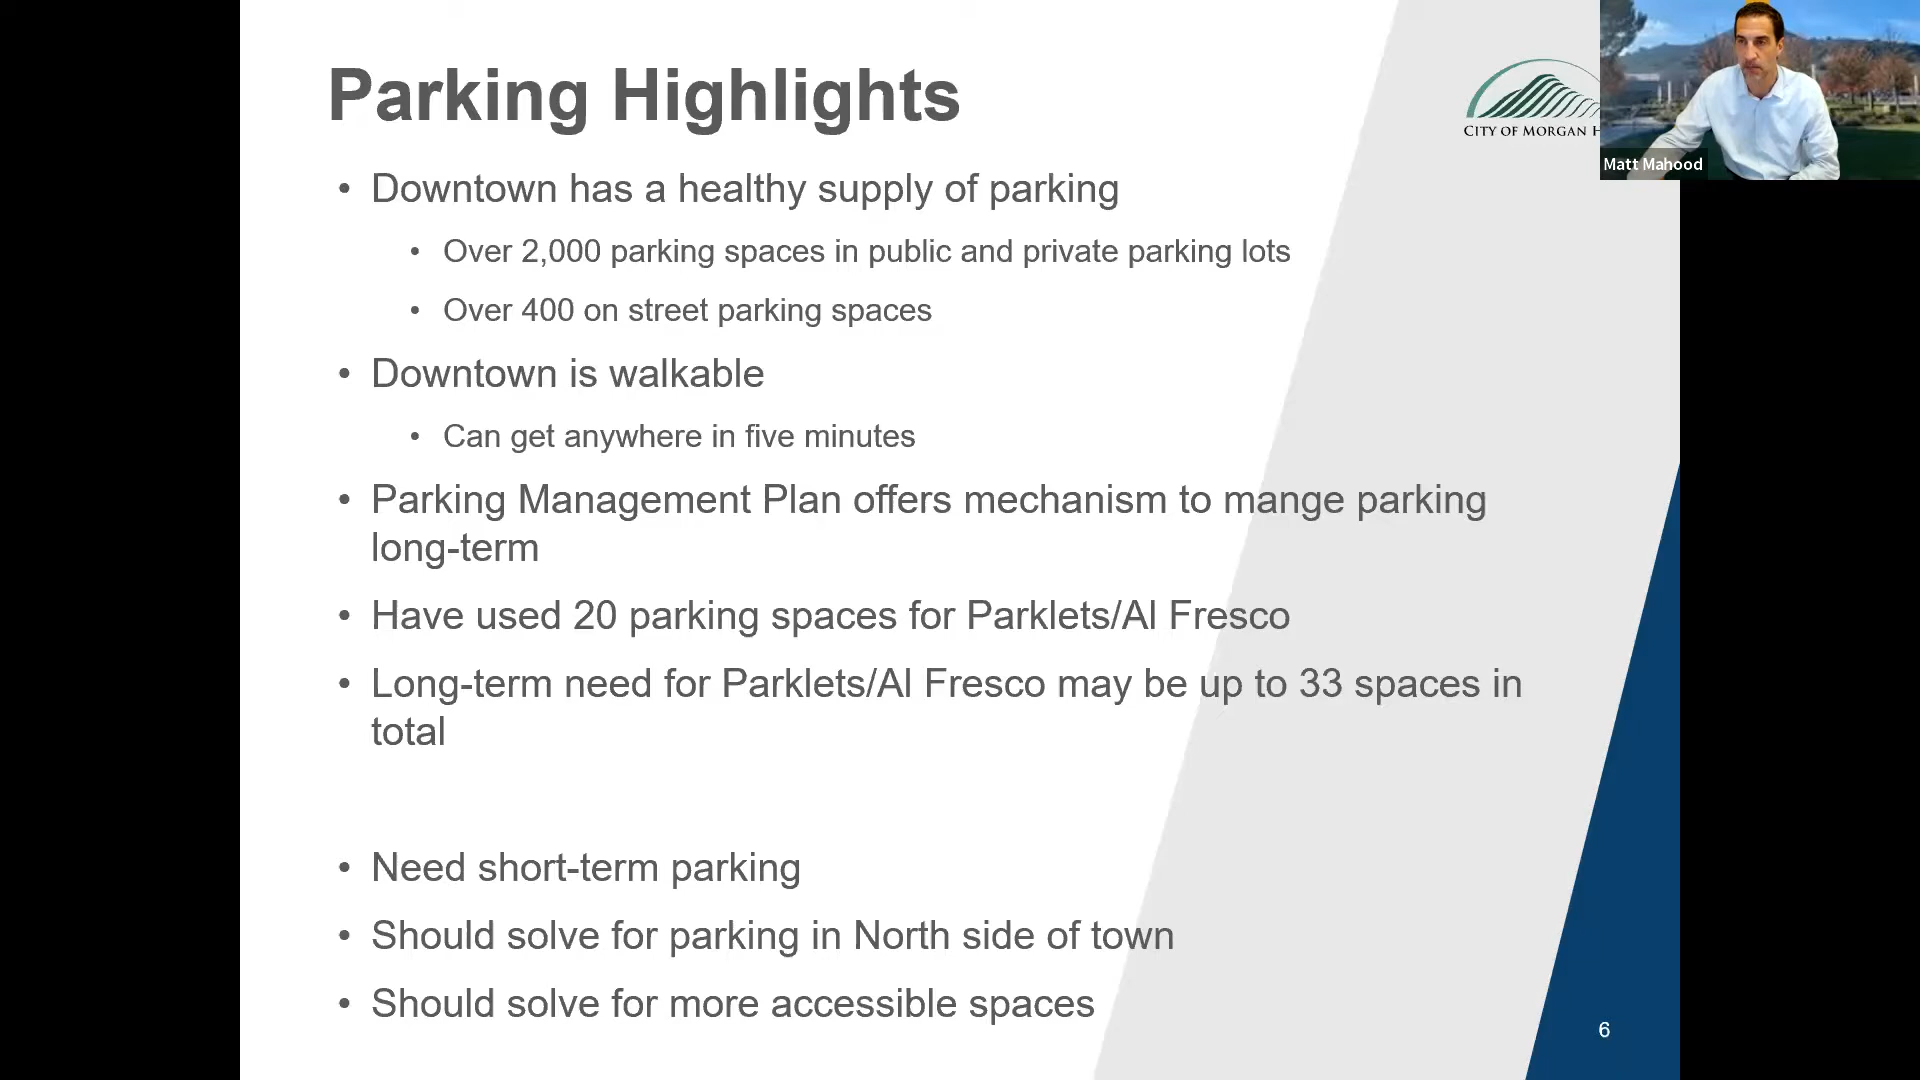 Parking Highlights
CITY OF MORGAN H
Matt Mahood
• Downtown has a healthy supply of parking
• Over 2,000 parking spaces in public and private parking lots
• Over 400 on street parking spaces
• Downtown is walkable
• Can get anywhere in five minutes
• Parking Management Plan offers mechanism to mange parking
long-term
• Have used 20 parking spaces for Parklets/Al Fresco
• Long-term need for Parklets/Al Fresco may be up to 33 spaces in
total
• Need short-term parking
• Should solve for parking in North side of town
• Should solve for more accessible spaces
6